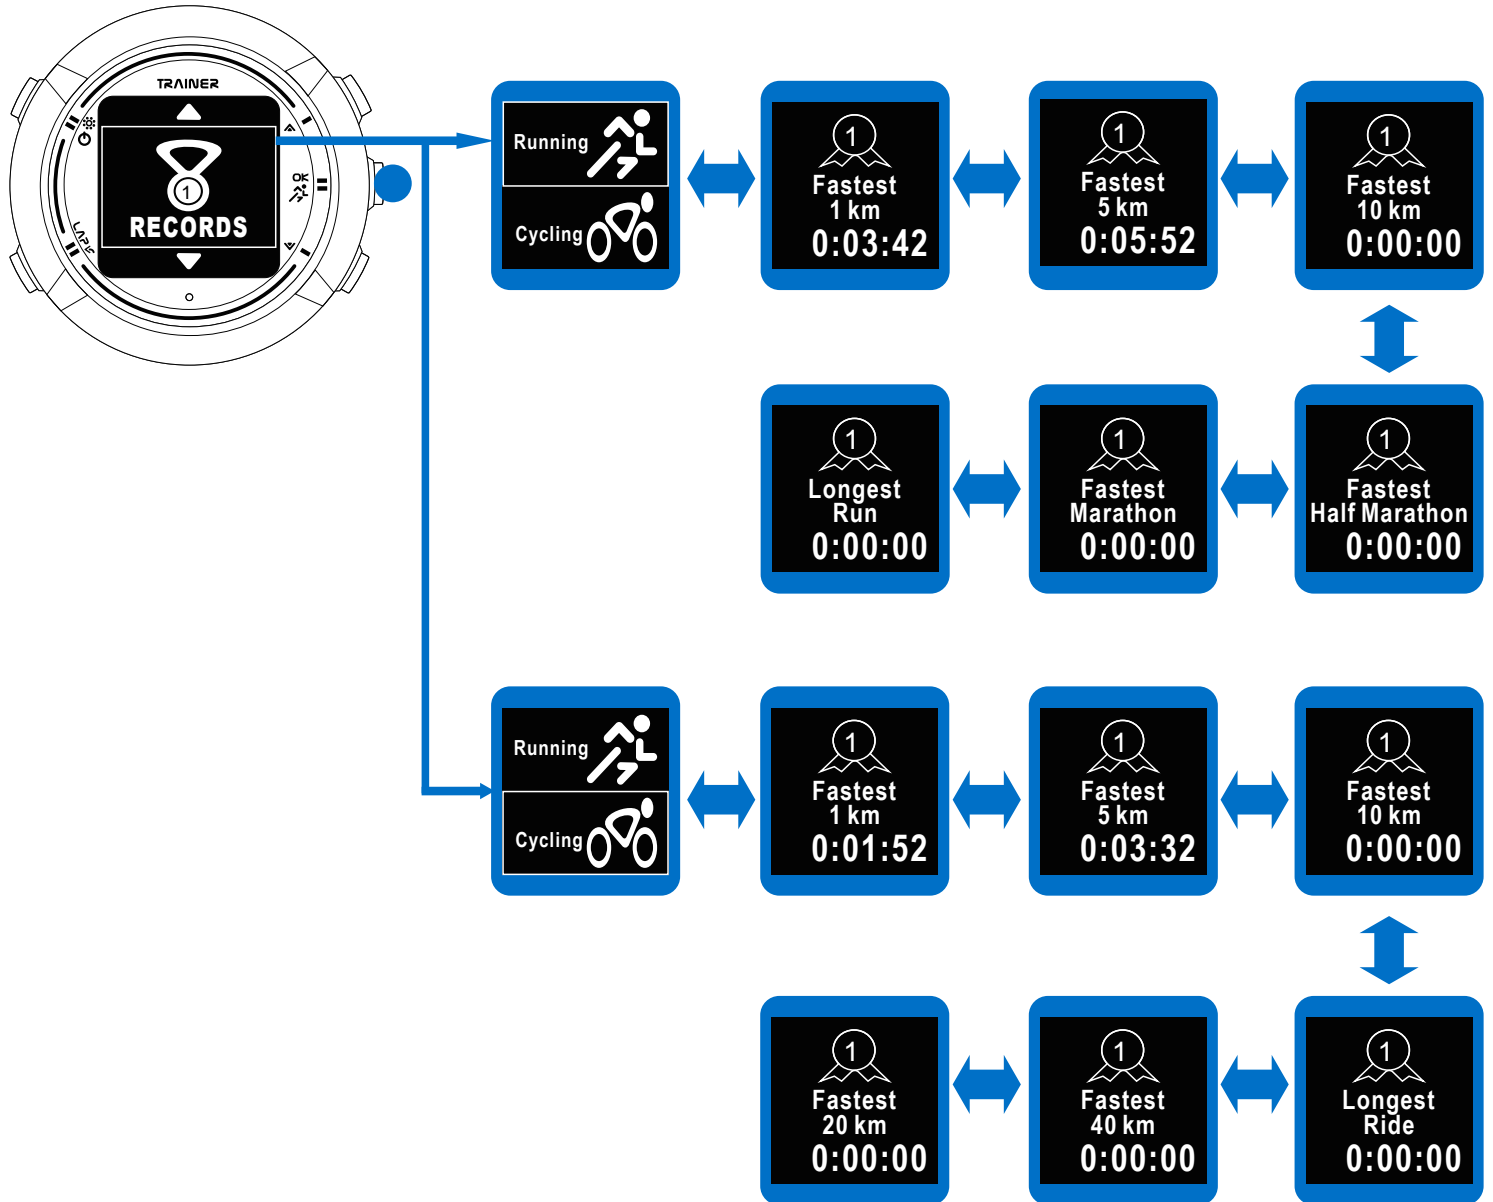 TRAINER
OK
LAP
1
RECORDS
Running
Cycling
1
Fastest
1 km
0:03:42
1
Fastest
5 km
0:05:52
1
Fastest
10 km
0:00:00
1
Longest
Run
0:00:00
1
Fastest
Marathon
0:00:00
1
Fastest
Half Marathon
0:00:00
Running
Cycling
1
Fastest
1 km
0:01:52
1
Fastest
5 km
0:03:32
1
Fastest
10 km
0:00:00
1
Fastest
20 km
0:00:00
1
Fastest
40 km
0:00:00
1
Longest
Ride
0:00:00